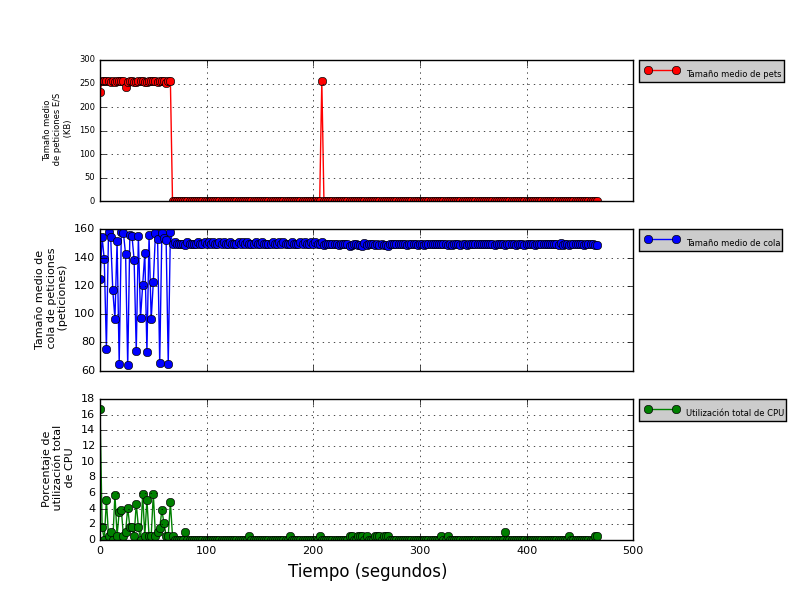 300
250
200
150
100
50
0
Tamaño medio
de peticiones E/S
(KB)
Tamaño medio de pets
160
140
120
100
80
60
Tamaño medio de
cola de peticiones
(peticiones)
Tamaño medio de cola
18
16
14
12
10
8
6
4
2
0
Porcentaje de
utilización total
de CPU
Utilización total de CPU
0 100 200 300 400 500
Tiempo (segundos)